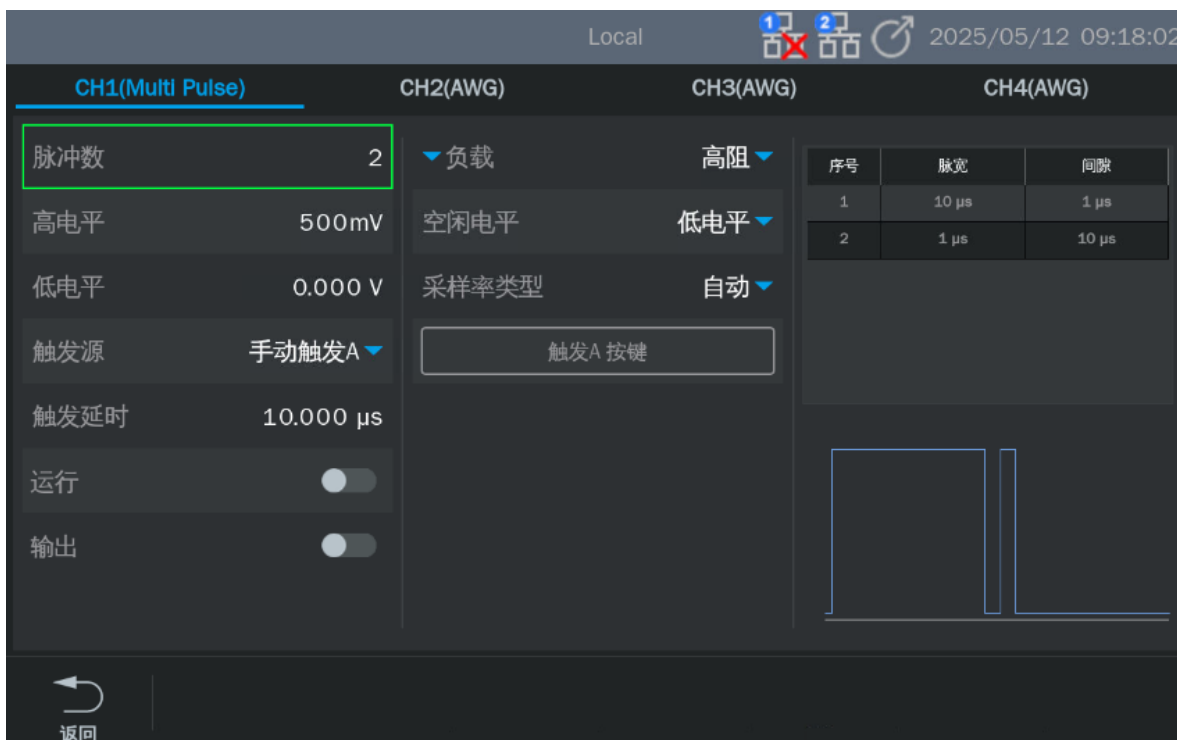 Local 1 2 2025/05/12 09:18:02
CH1(Multi Pulse) CH2(AWG) CH3(AWG) CH4(AWG)
脉冲数 2
高电平 500mV
低电平 0.000 V
触发源 手动触发A
触发延时 10.000 µs
运行
输出
负载 高阻
空闲电平 低电平
采样率类型 自动
触发A 按键
序号 脉宽 间隙
1 10 µs 1 µs
2 1 µs 10 µs
返回